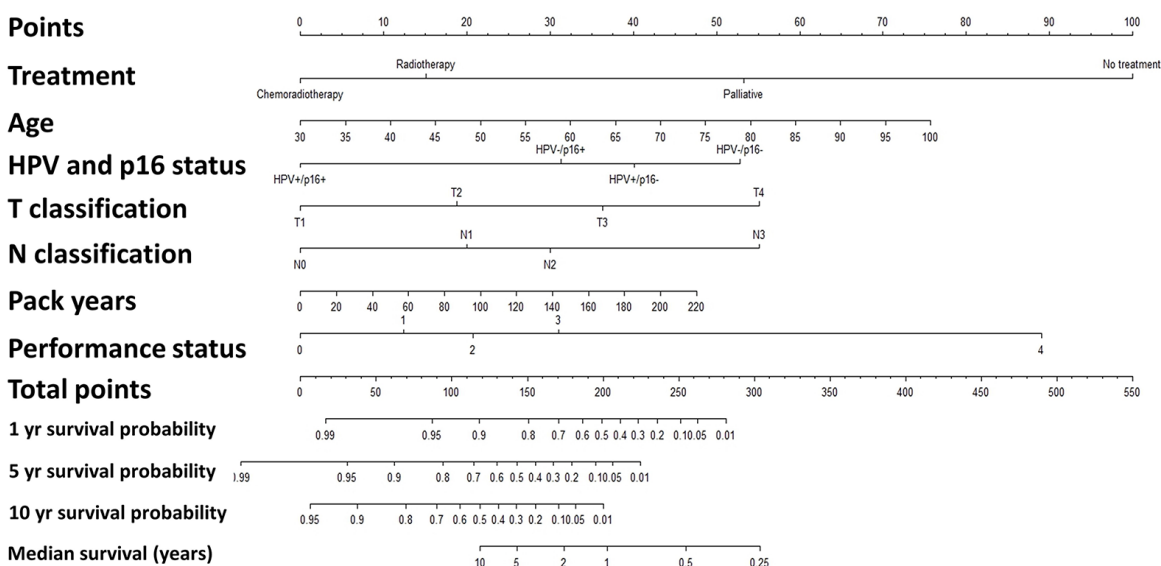 Points 0 10 20 30 40 50 60 70 80 90 100
Radiotherapy No treatment
Treatment
Chemoradiotherapy Palliative
Age
30 35 40 45 50 55 60 65 70 75 80 85 90 95 100
HPV-/p16+ HPV-/p16-
HPV and p16 status
HPV+/p16+ HPV+/p16-
T2 T4
T classification
T1 T3
N1 N3
N classification
N0 N2
Pack years
0 20 40 60 80 100 120 140 160 180 200 220
1 3
Performance status
0 2 4
Total points
0 50 100 150 200 250 300 350 400 450 500 550
1 yr survival probability
0.99 0.95 0.9 0.8 0.7 0.6 0.5 0.4 0.3 0.2 0.10 0.05 0.01
5 yr survival probability
.99 0.95 0.9 0.8 0.7 0.6 0.5 0.4 0.3 0.2 0.10 0.05 0.01
10 yr survival probability
0.95 0.9 0.8 0.7 0.6 0.5 0.4 0.3 0.2 0.10 0.05 0.01
Median survival (years)
10 5 2 1 0.5 0.25